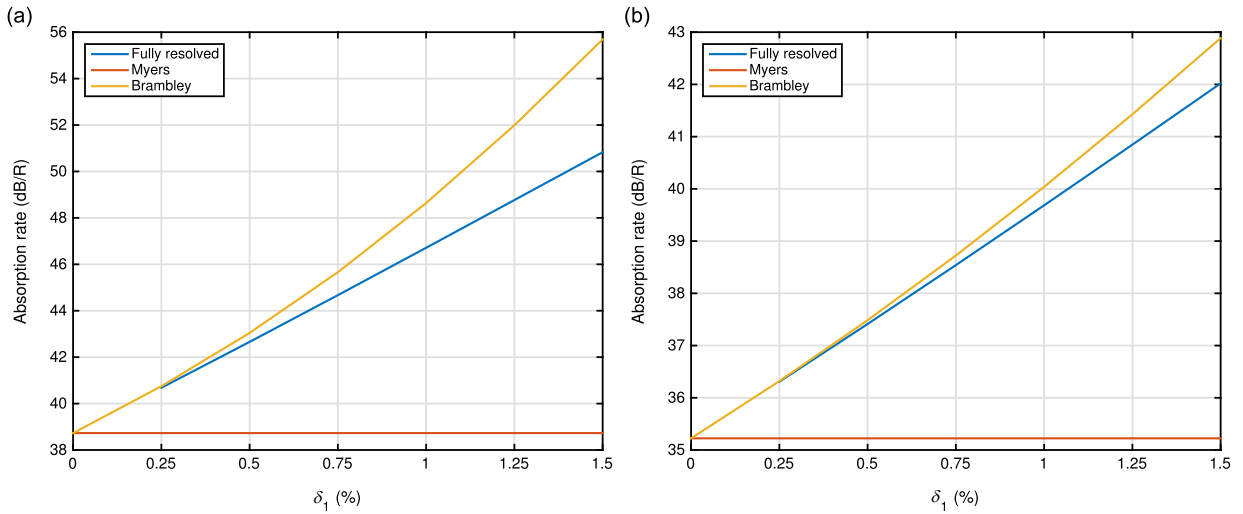 (a)
56
54
52
50
48
46
44
42
40
38
Absorption rate (dB/R)
Fully resolved
Myers
Brambley
0 0.25 0.5 0.75 1 1.25 1.5
δ1 (%)
(b)
43
42
41
40
39
38
37
36
35
Absorption rate (dB/R)
Fully resolved
Myers
Brambley
0 0.25 0.5 0.75 1 1.25 1.5
δ1 (%)